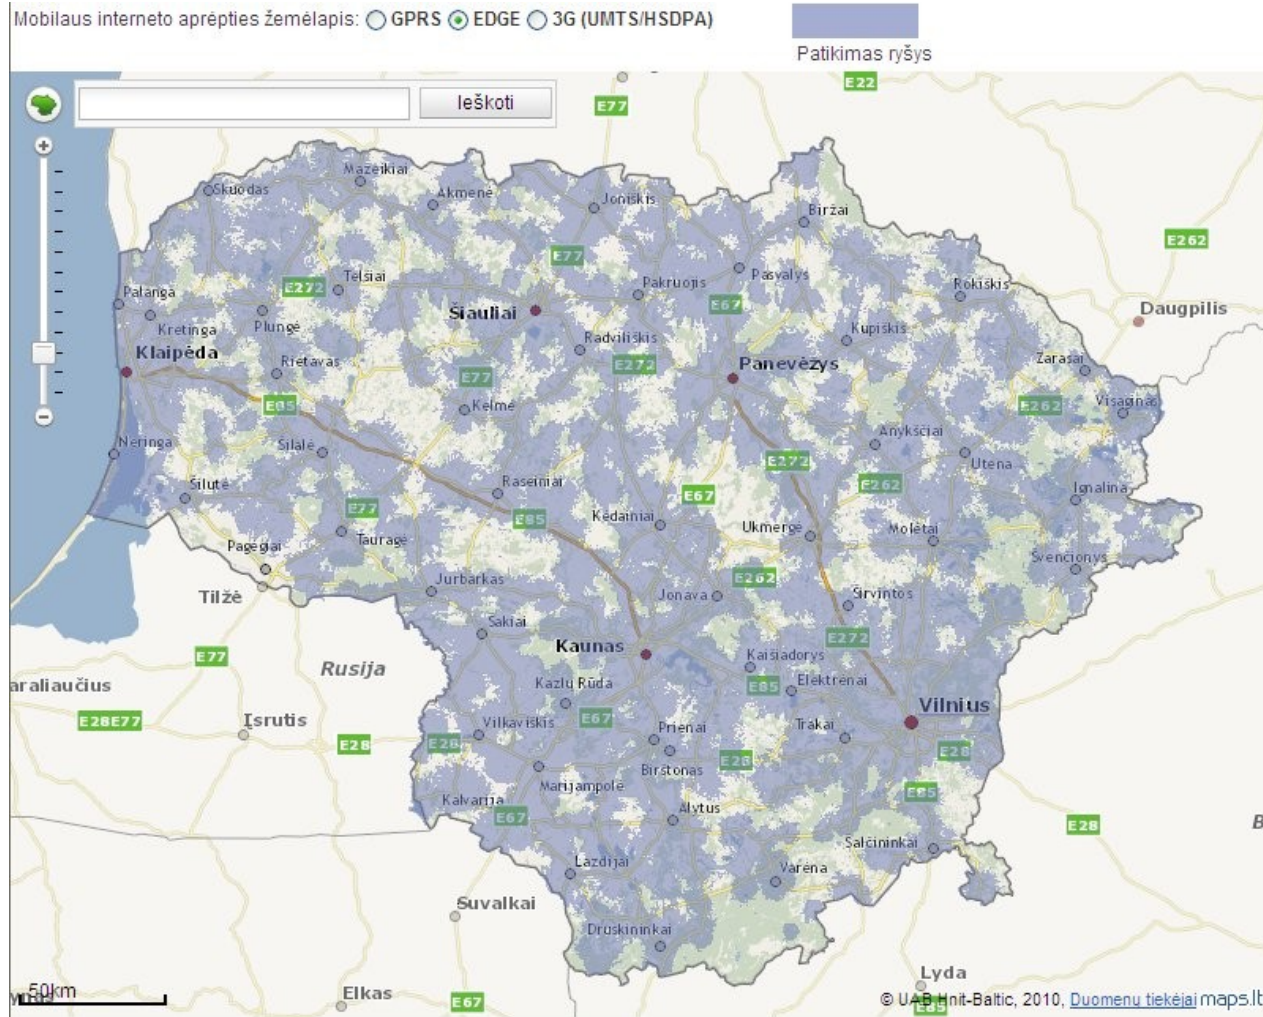 Mobilaus interneto aprėpties žemėlapis: GPRS EDGE 3G (UMTS/HSDPA)
Patikimas ryšys
Ieškoti
E22
E77
Mažeikiai
Skuodas
Akmenė
Joniškis
Biržai
E262
E77
Pasvalys
Telšiai
E272
Pakruojis
Rokiškis
Palanga
E67
Daugpilis
Šiauliai
Kretinga
Plungė
Kupiškis
Radviliškis
Klaipėda
Zarasai
Rietavas
E272
Panevėžys
E77
Visaginas
E85
Kelmė
E262
Neringa
Šilalė
Anykščiai
E272
Utena
Šilutė
Raseiniai
E67
E262
Ignalina
E77
E85
Kėdainiai
Ukmergė
Molėtai
Pagėgiai
Tauragė
Švenčionys
Tilžė
Jurbarkas
E262
Jonava
Širvintos
Šakiai
E272
Kaunas
E77
Rusija
Kaišiadorys
araliaučius
Kazlų Rūda
E85
Elektrėnai
Vilnius
E28E77
Įsrutis
E67
Vilkaviškis
Prienai
Trakai
E28
E28
E28
Birštonas
E28
Marijampolė
E85
Kalvarija
E67
Alytus
E28
B
Šalčininkai
Lazdijai
Varėna
Suvalkai
Druskininkai
Lyda
50km
Elkas
E67
E85
© UAB Hnit-Baltic, 2010, Duomenų tiekėjai maps.lt